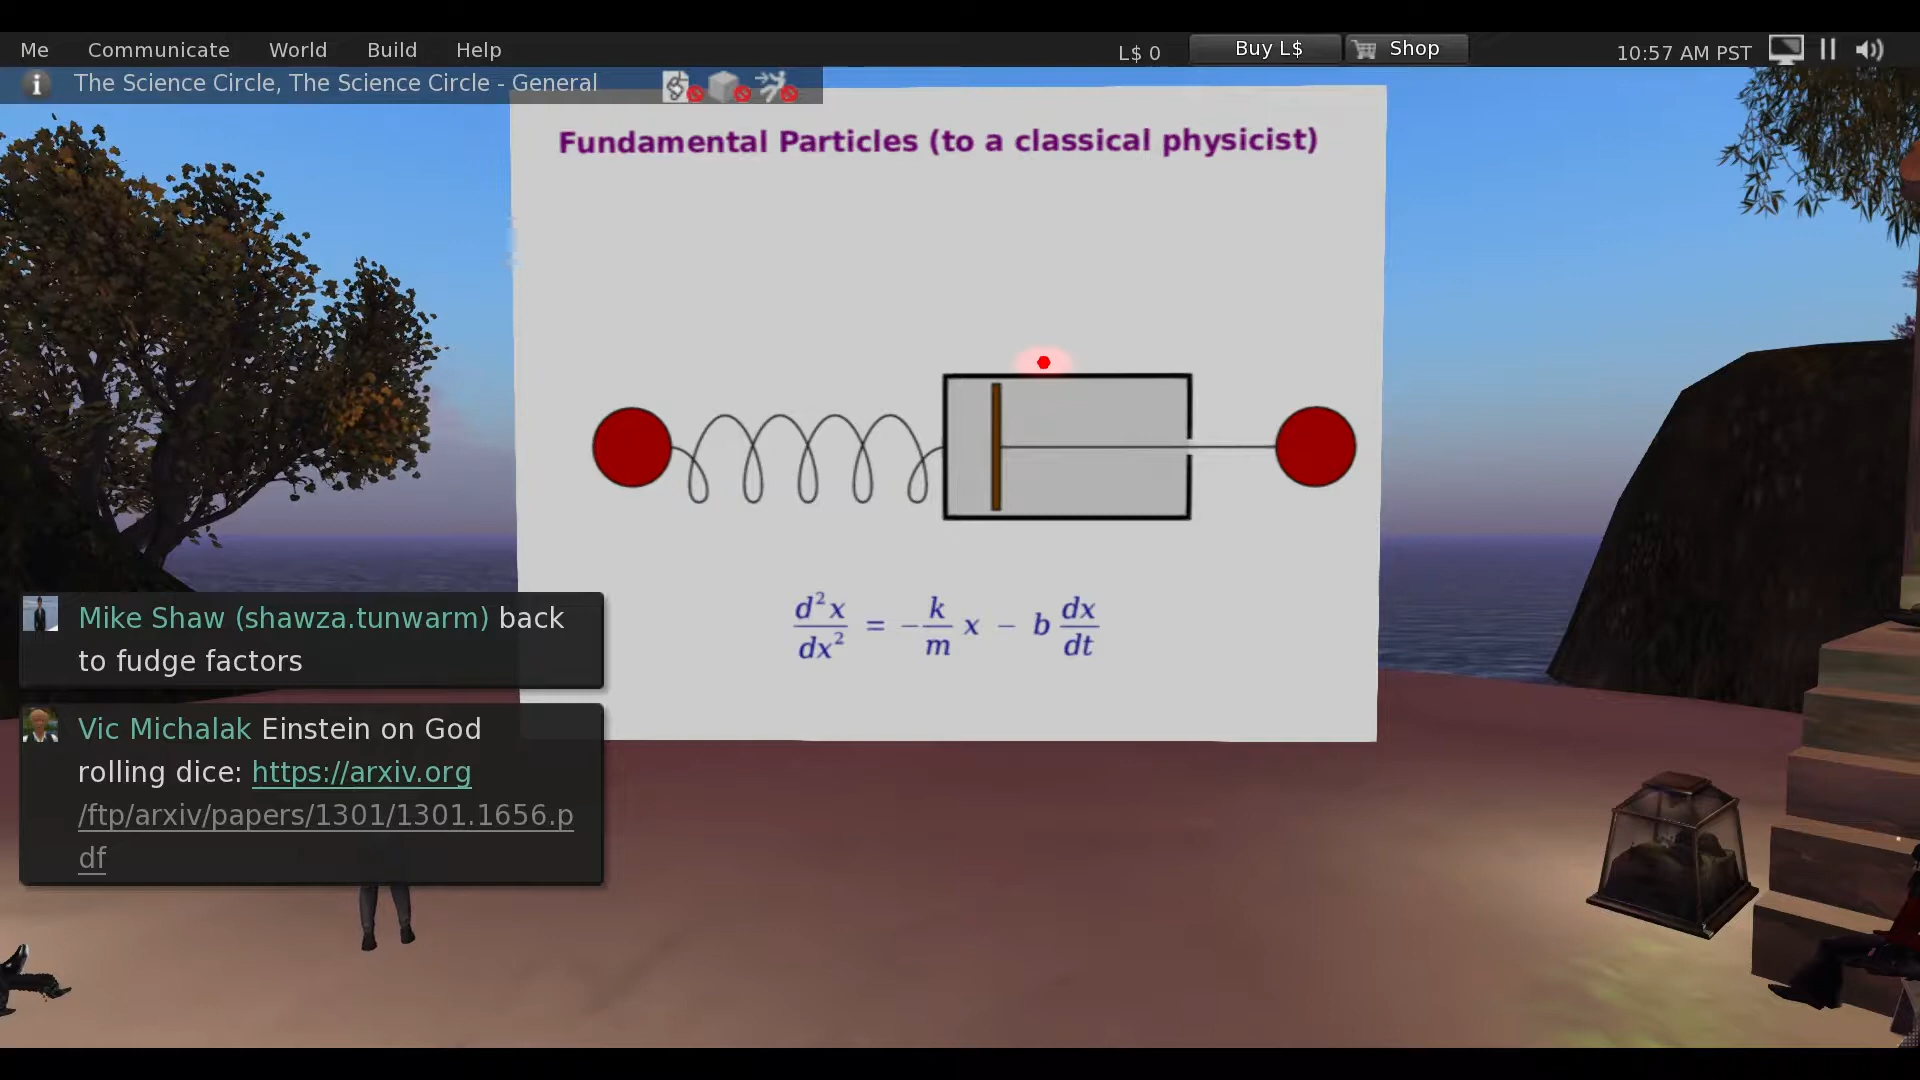 Me Communicate World Build Help L$ 0 Buy L$ Shop 10:57 AM PST
The Science Circle, The Science Circle - General
Fundamental Particles (to a classical physicist)
d²x/dx² = −k/m x − b dx/dt
Mike Shaw (shawza.tunwarm) back
to fudge factors
Vic Michalak Einstein on God
rolling dice: https://arxiv.org
/ftp/arxiv/papers/1301/1301.1656.p
df